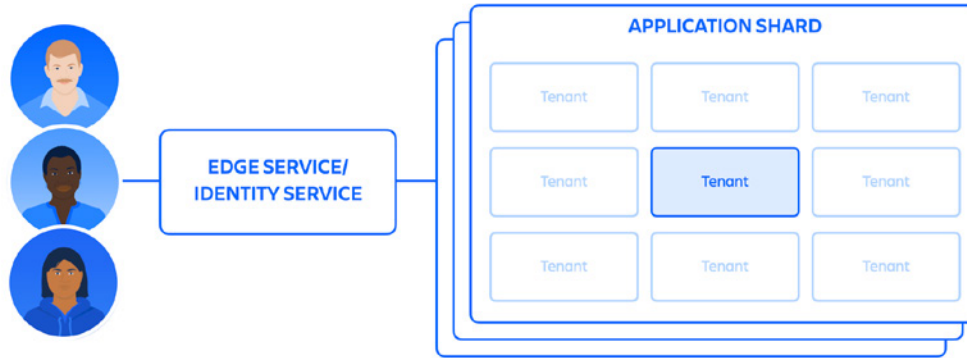 APPLICATION SHARD
Tenant Tenant Tenant
EDGE SERVICE/
IDENTITY SERVICE
Tenant Tenant Tenant
Tenant Tenant Tenant